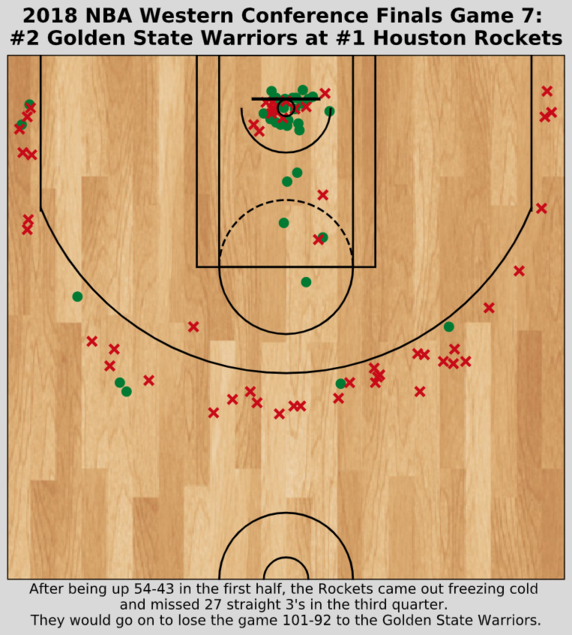 2018 NBA Western Conference Finals Game 7:
#2 Golden State Warriors at #1 Houston Rockets
After being up 54-43 in the first half, the Rockets came out freezing cold
and missed 27 straight 3's in the third quarter.
They would go on to lose the game 101-92 to the Golden State Warriors.